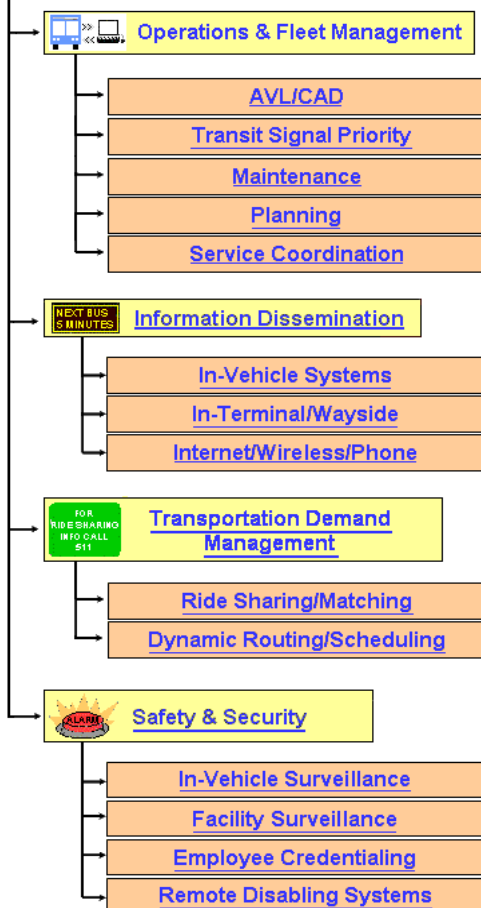 >>
<<
Operations & Fleet Management
AVL/CAD
Transit Signal Priority
Maintenance
Planning
Service Coordination
NEXT BUS
5 MINUTES
Information Dissemination
In-Vehicle Systems
In-Terminal/Wayside
Internet/Wireless/Phone
FOR
RIDESHARING
INFO CALL
511
Transportation Demand
Management
Ride Sharing/Matching
Dynamic Routing/Scheduling
ALARM
Safety & Security
In-Vehicle Surveillance
Facility Surveillance
Employee Credentialing
Remote Disabling Systems